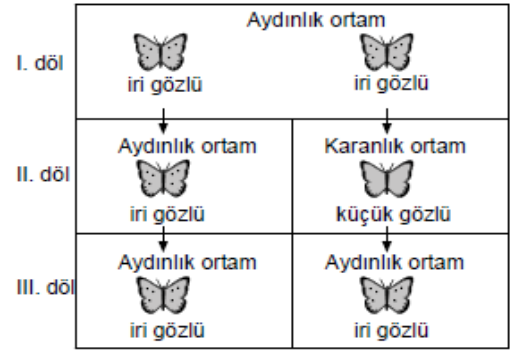 Aydınlık ortam
I. döl
iri gözlü iri gözlü
Aydınlık ortam Karanlık ortam
II. döl
iri gözlü küçük gözlü
Aydınlık ortam Aydınlık ortam
III. döl
iri gözlü iri gözlü